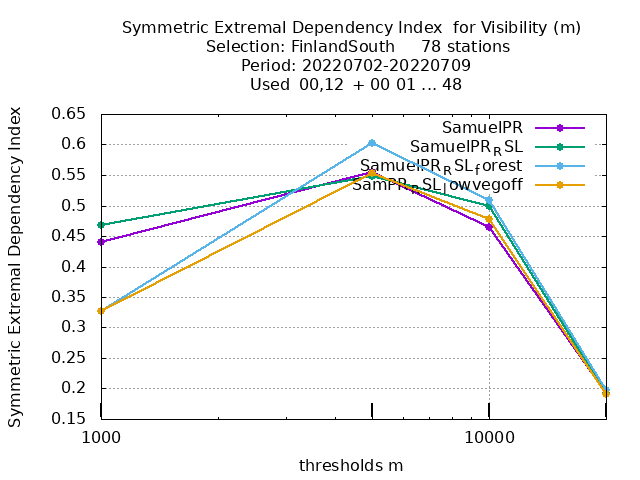 Symmetric Extremal Dependency Index for Visibility (m)
Selection: FinlandSouth 78 stations
Period: 20220702-20220709
Used 00,12 + 00 01 ... 48
Symmetric Extremal Dependency Index
0.65
0.6
0.55
0.5
0.45
0.4
0.35
0.3
0.25
0.2
0.15
SamuelPR
SamuelPR_RSL
SamuelPR_RSL_forest
SamPR_RSL_lowvegoff
1000
10000
thresholds m